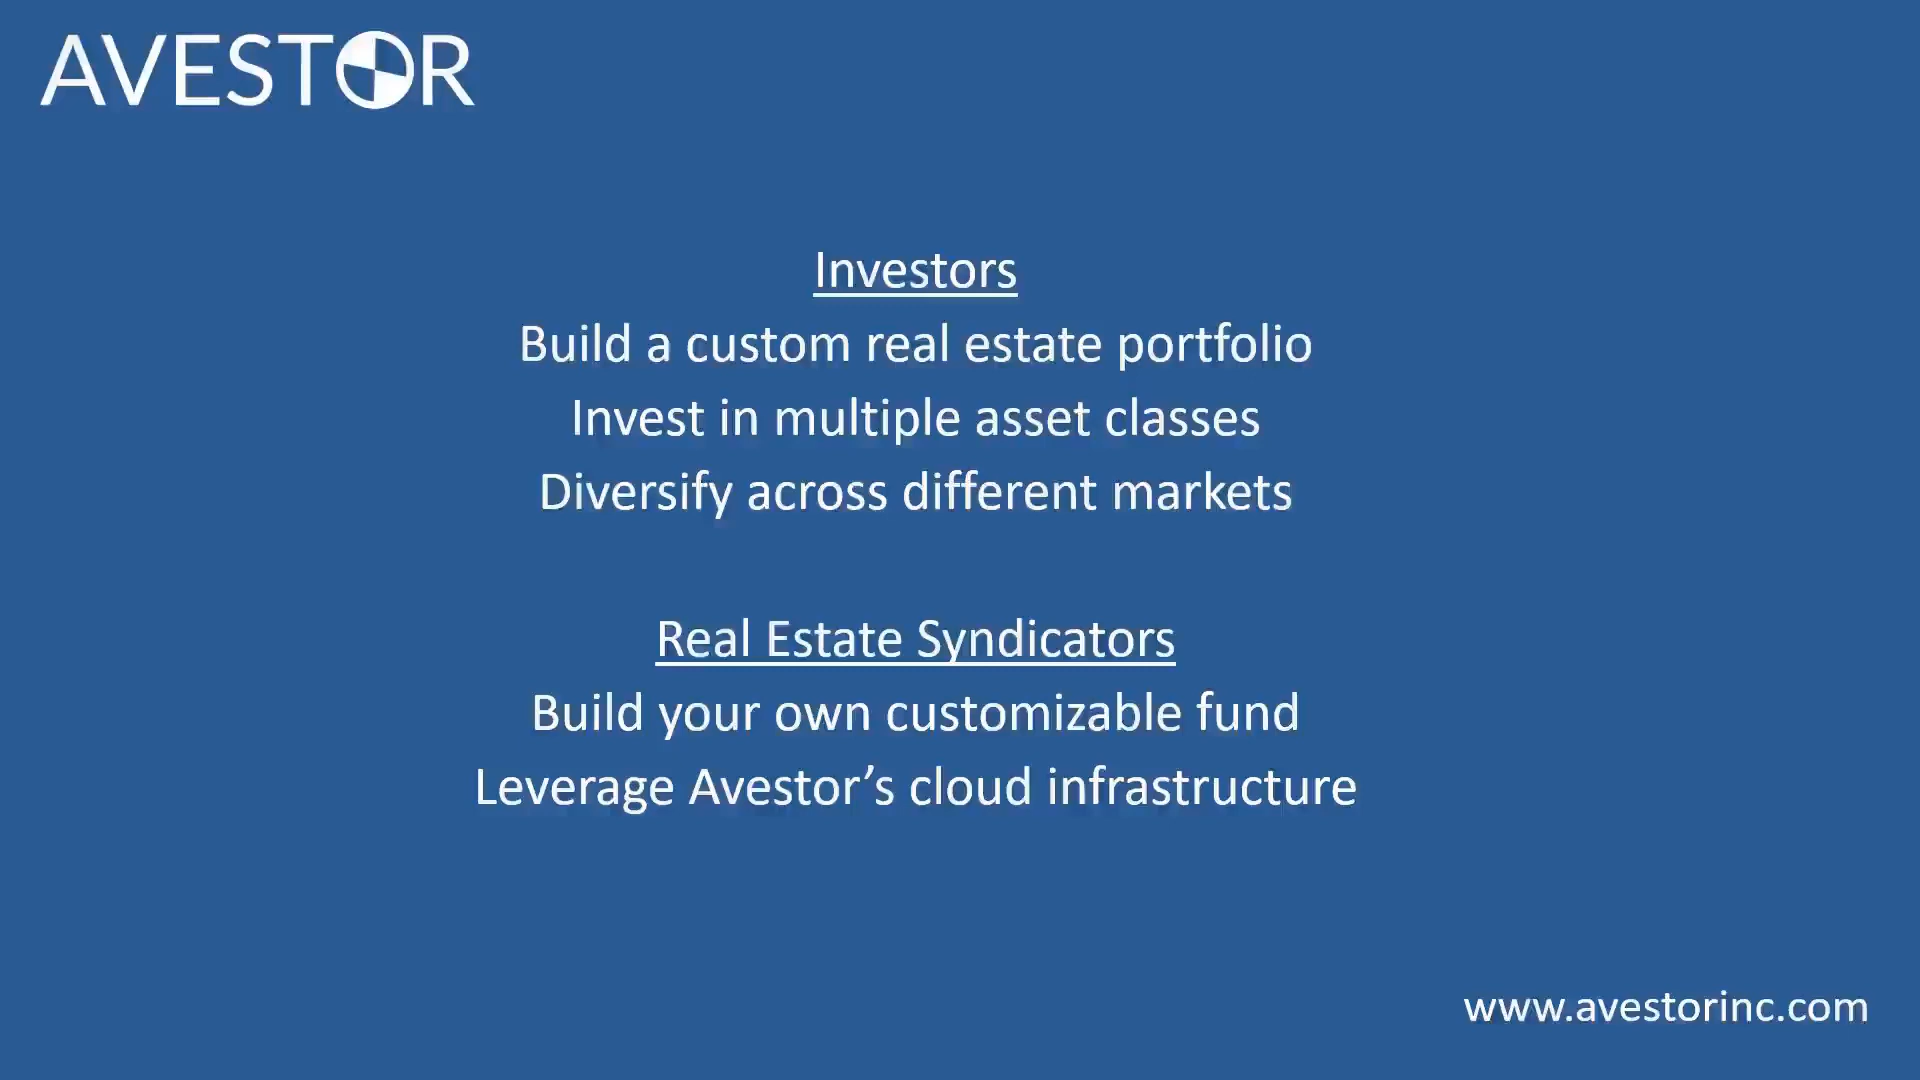 AVESTOR
Investors
Build a custom real estate portfolio
Invest in multiple asset classes
Diversify across different markets
Real Estate Syndicators
Build your own customizable fund
Leverage Avestor’s cloud infrastructure
www.avestorinc.com